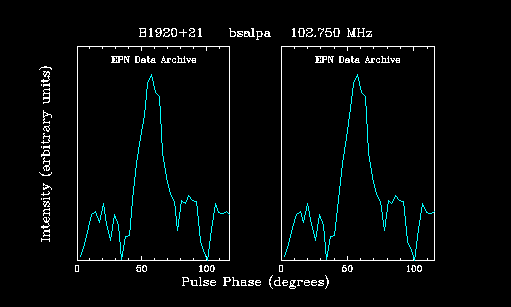 B1920+21 bsalpa 102.750 MHz
EPN Data Archive EPN Data Archive
Intensity (arbitrary units)
0 50 100 0 50 100
Pulse Phase (degrees)